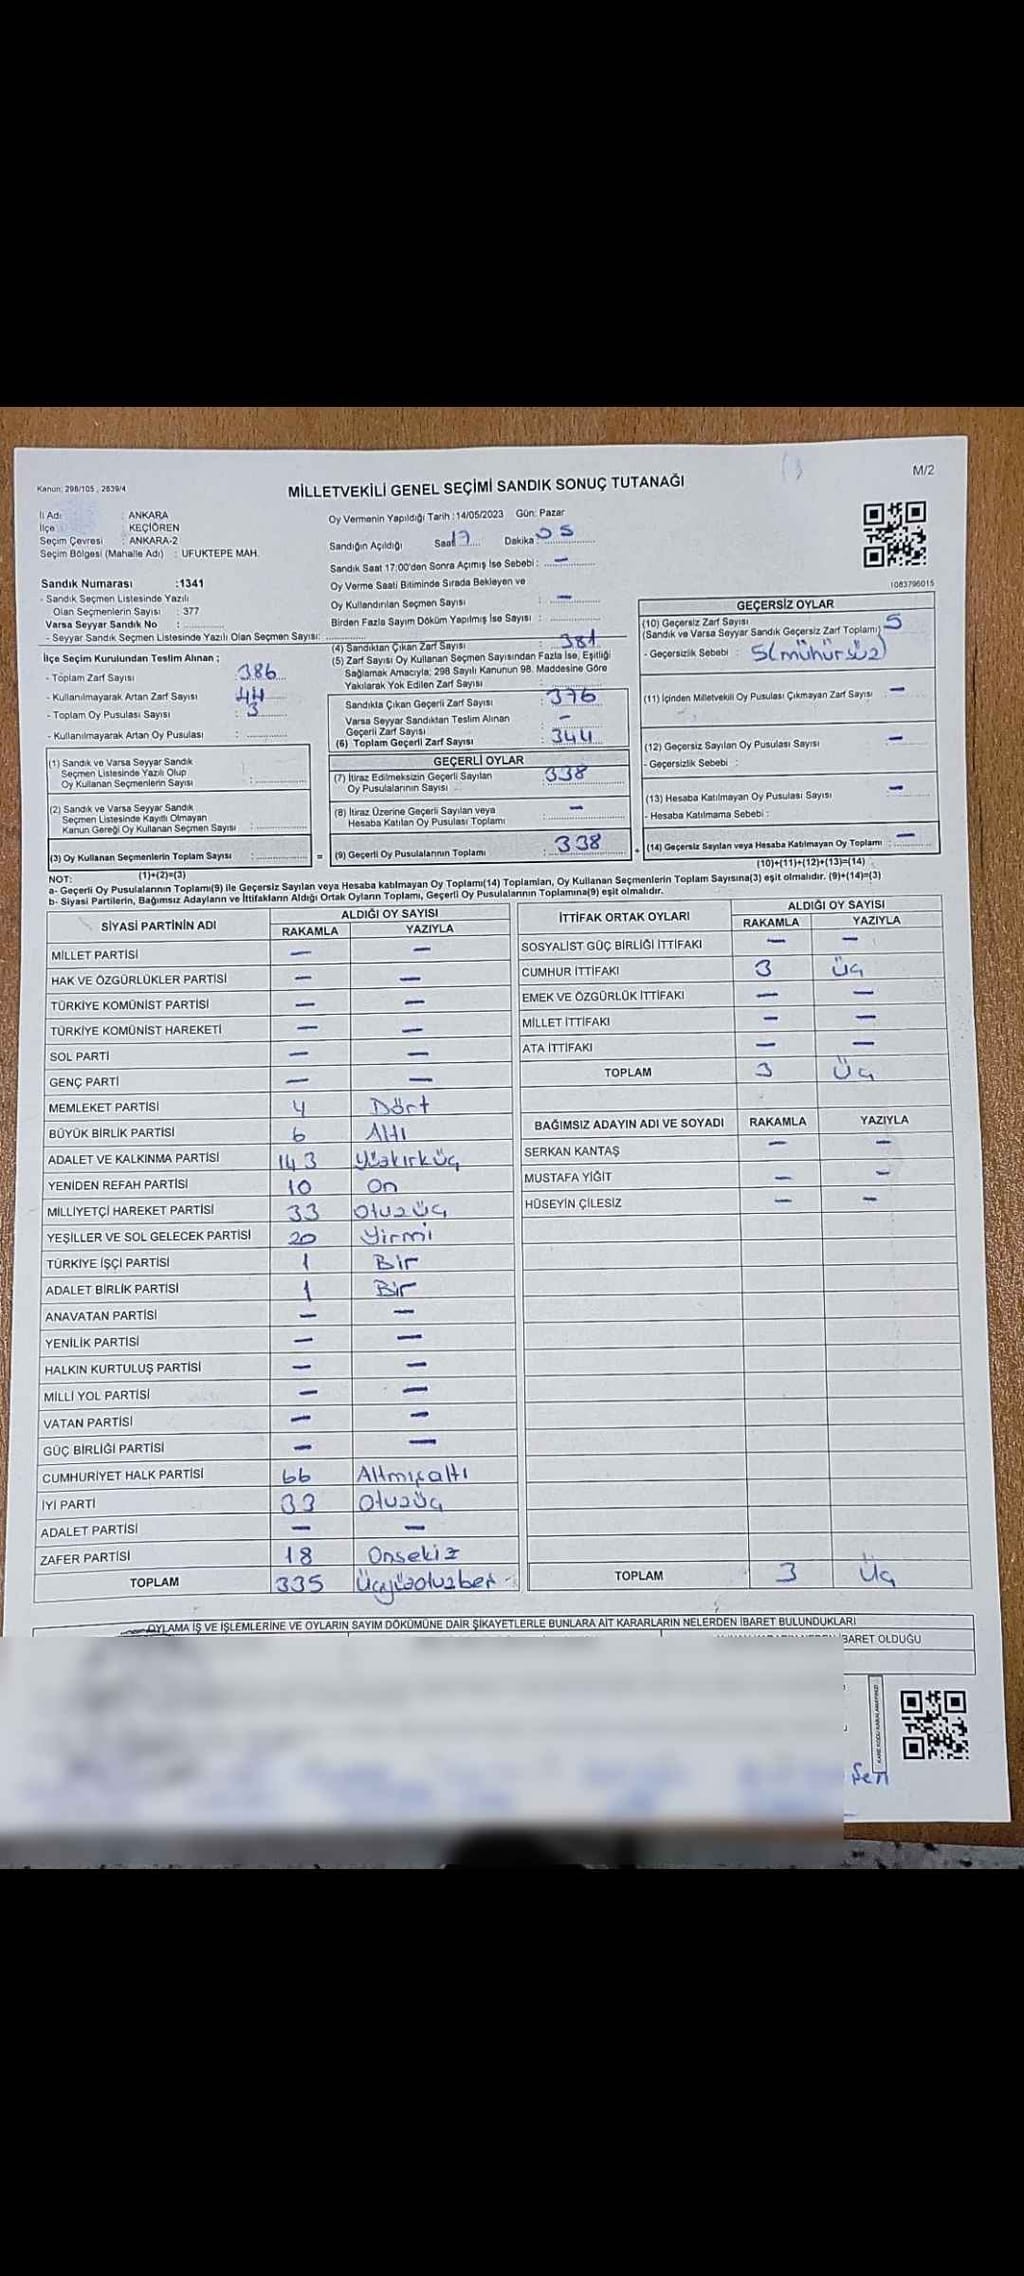 M/2
Kanun: 298/105 , 2839/4
MİLLETVEKİLİ GENEL SEÇİMİ SANDIK SONUÇ TUTANAĞI
İl Adı : ANKARA
İlçe : KEÇİÖREN
Seçim Çevresi : ANKARA-2
Seçim Bölgesi (Mahalle Adı) : UFUKTEPE MAH.
Sandık Numarası :1341
- Sandık Seçmen Listesinde Yazılı
Olan Seçmenlerin Sayısı : 377
Varsa Seyyar Sandık No :
- Seyyar Sandık Seçmen Listesinde Yazılı Olan Seçmen Sayısı:
Oy Vermenin Yapıldığı Tarih :14/05/2023 Gün: Pazar
Sandığın Açıldığı Saat 17 Dakika : 05
Sandık Saat 17:00'den Sonra Açımış İse Sebebi : —
Oy Verme Saati Bitiminde Sırada Bekleyen ve
Oy Kullandırılan Seçmen Sayısı : —
Birden Fazla Sayım Döküm Yapılmış İse Sayısı :
1083796015
İlçe Seçim Kurulundan Teslim Alınan ;
- Toplam Zarf Sayısı : 386
- Kullanılmayarak Artan Zarf Sayısı : 44
- Toplam Oy Pusulası Sayısı : 3
- Kullanılmayarak Artan Oy Pusulası :
(1) Sandık ve Varsa Seyyar Sandık
Seçmen Listesinde Yazılı Olup
Oy Kullanan Seçmenlerin Sayısı :
(2) Sandık ve Varsa Seyyar Sandık
Seçmen Listesinde Kayıtlı Olmayan
Kanun Gereği Oy Kullanan Seçmen Sayısı :
(3) Oy Kullanan Seçmenlerin Toplam Sayısı :
(1)+(2)=(3)
(4) Sandıktan Çıkan Zarf Sayısı : 381
(5) Zarf Sayısı Oy Kullanan Seçmen Sayısından Fazla İse, Eşitliği
Sağlamak Amacıyla; 298 Sayılı Kanunun 98. Maddesine Göre
Yakılarak Yok Edilen Zarf Sayısı :
Sandıkta Çıkan Geçerli Zarf Sayısı : 376
Varsa Seyyar Sandıktan Teslim Alınan
Geçerli Zarf Sayısı : —
(6) Toplam Geçerli Zarf Sayısı : 344
GEÇERLİ OYLAR
(7) İtiraz Edilmeksizin Geçerli Sayılan
Oy Pusulalarının Sayısı : 338
(8) İtiraz Üzerine Geçerli Sayılan veya
Hesaba Katılan Oy Pusulası Toplamı : —
= (9) Geçerli Oy Pusulalarının Toplamı : 338
GEÇERSİZ OYLAR
(10) Geçersiz Zarf Sayısı
(Sandık ve Varsa Seyyar Sandık Geçersiz Zarf Toplamı) 5
- Geçersizlik Sebebi : 5(mühürsüz)
(11) İçinden Milletvekili Oy Pusulası Çıkmayan Zarf Sayısı : —
(12) Geçersiz Sayılan Oy Pusulası Sayısı : —
- Geçersizlik Sebebi :
(13) Hesaba Katılmayan Oy Pusulası Sayısı : —
- Hesaba Katılmama Sebebi :
+ (14) Geçersiz Sayılan veya Hesaba Katılmayan Oy Toplamı : —
(10)+(11)+(12)+(13)=(14)
NOT:
a- Geçerli Oy Pusulalarının Toplamı(9) ile Geçersiz Sayılan veya Hesaba katılmayan Oy Toplamı(14) Toplamları, Oy Kullanan Seçmenlerin Toplam Sayısına(3) eşit olmalıdır. (9)+(14)=(3)
b- Siyasi Partilerin, Bağımsız Adayların ve İttifakların Aldığı Ortak Oyların Toplamı, Geçerli Oy Pusulalarının Toplamına(9) eşit olmalıdır.
SİYASİ PARTİNİN ADI ALDIĞI OY SAYISI
RAKAMLA YAZIYLA
MİLLET PARTİSİ — —
HAK VE ÖZGÜRLÜKLER PARTİSİ — —
TÜRKİYE KOMÜNİST PARTİSİ — —
TÜRKİYE KOMÜNİST HAREKETİ — —
SOL PARTİ — —
GENÇ PARTİ — —
MEMLEKET PARTİSİ 4 Dört
BÜYÜK BİRLİK PARTİSİ 6 Altı
ADALET VE KALKINMA PARTİSİ 143 Yüzkırküç
YENİDEN REFAH PARTİSİ 10 On
MİLLİYETÇİ HAREKET PARTİSİ 33 Otuzüç
YEŞİLLER VE SOL GELECEK PARTİSİ 20 Yirmi
TÜRKİYE İŞÇİ PARTİSİ 1 Bir
ADALET BİRLİK PARTİSİ 1 Bir
ANAVATAN PARTİSİ — —
YENİLİK PARTİSİ — —
HALKIN KURTULUŞ PARTİSİ — —
MİLLİ YOL PARTİSİ — —
VATAN PARTİSİ — —
GÜÇ BİRLİĞİ PARTİSİ — —
CUMHURİYET HALK PARTİSİ 66 Altmışaltı
İYİ PARTİ 33 Otuzüç
ADALET PARTİSİ — —
ZAFER PARTİSİ 18 Onsekiz
TOPLAM 335 Üçyüzotuzbeş
İTTİFAK ORTAK OYLARI ALDIĞI OY SAYISI
RAKAMLA YAZIYLA
SOSYALİST GÜÇ BİRLİĞİ İTTİFAKI — —
CUMHUR İTTİFAKI 3 Üç
EMEK VE ÖZGÜRLÜK İTTİFAKI — —
MİLLET İTTİFAKI — —
ATA İTTİFAKI — —
TOPLAM 3 Üç
BAĞIMSIZ ADAYIN ADI VE SOYADI RAKAMLA YAZIYLA
SERKAN KANTAŞ — —
MUSTAFA YİĞİT — —
HÜSEYİN ÇİLESİZ — —
TOPLAM 3 Üç
OYLAMA İŞ VE İŞLEMLERİNE VE OYLARIN SAYIM DÖKÜMÜNE DAİR ŞİKAYETLERLE BUNLARA AİT KARARLARIN NELERDEN İBARET BULUNDUKLARI
İBARET OLDUĞU
Şen